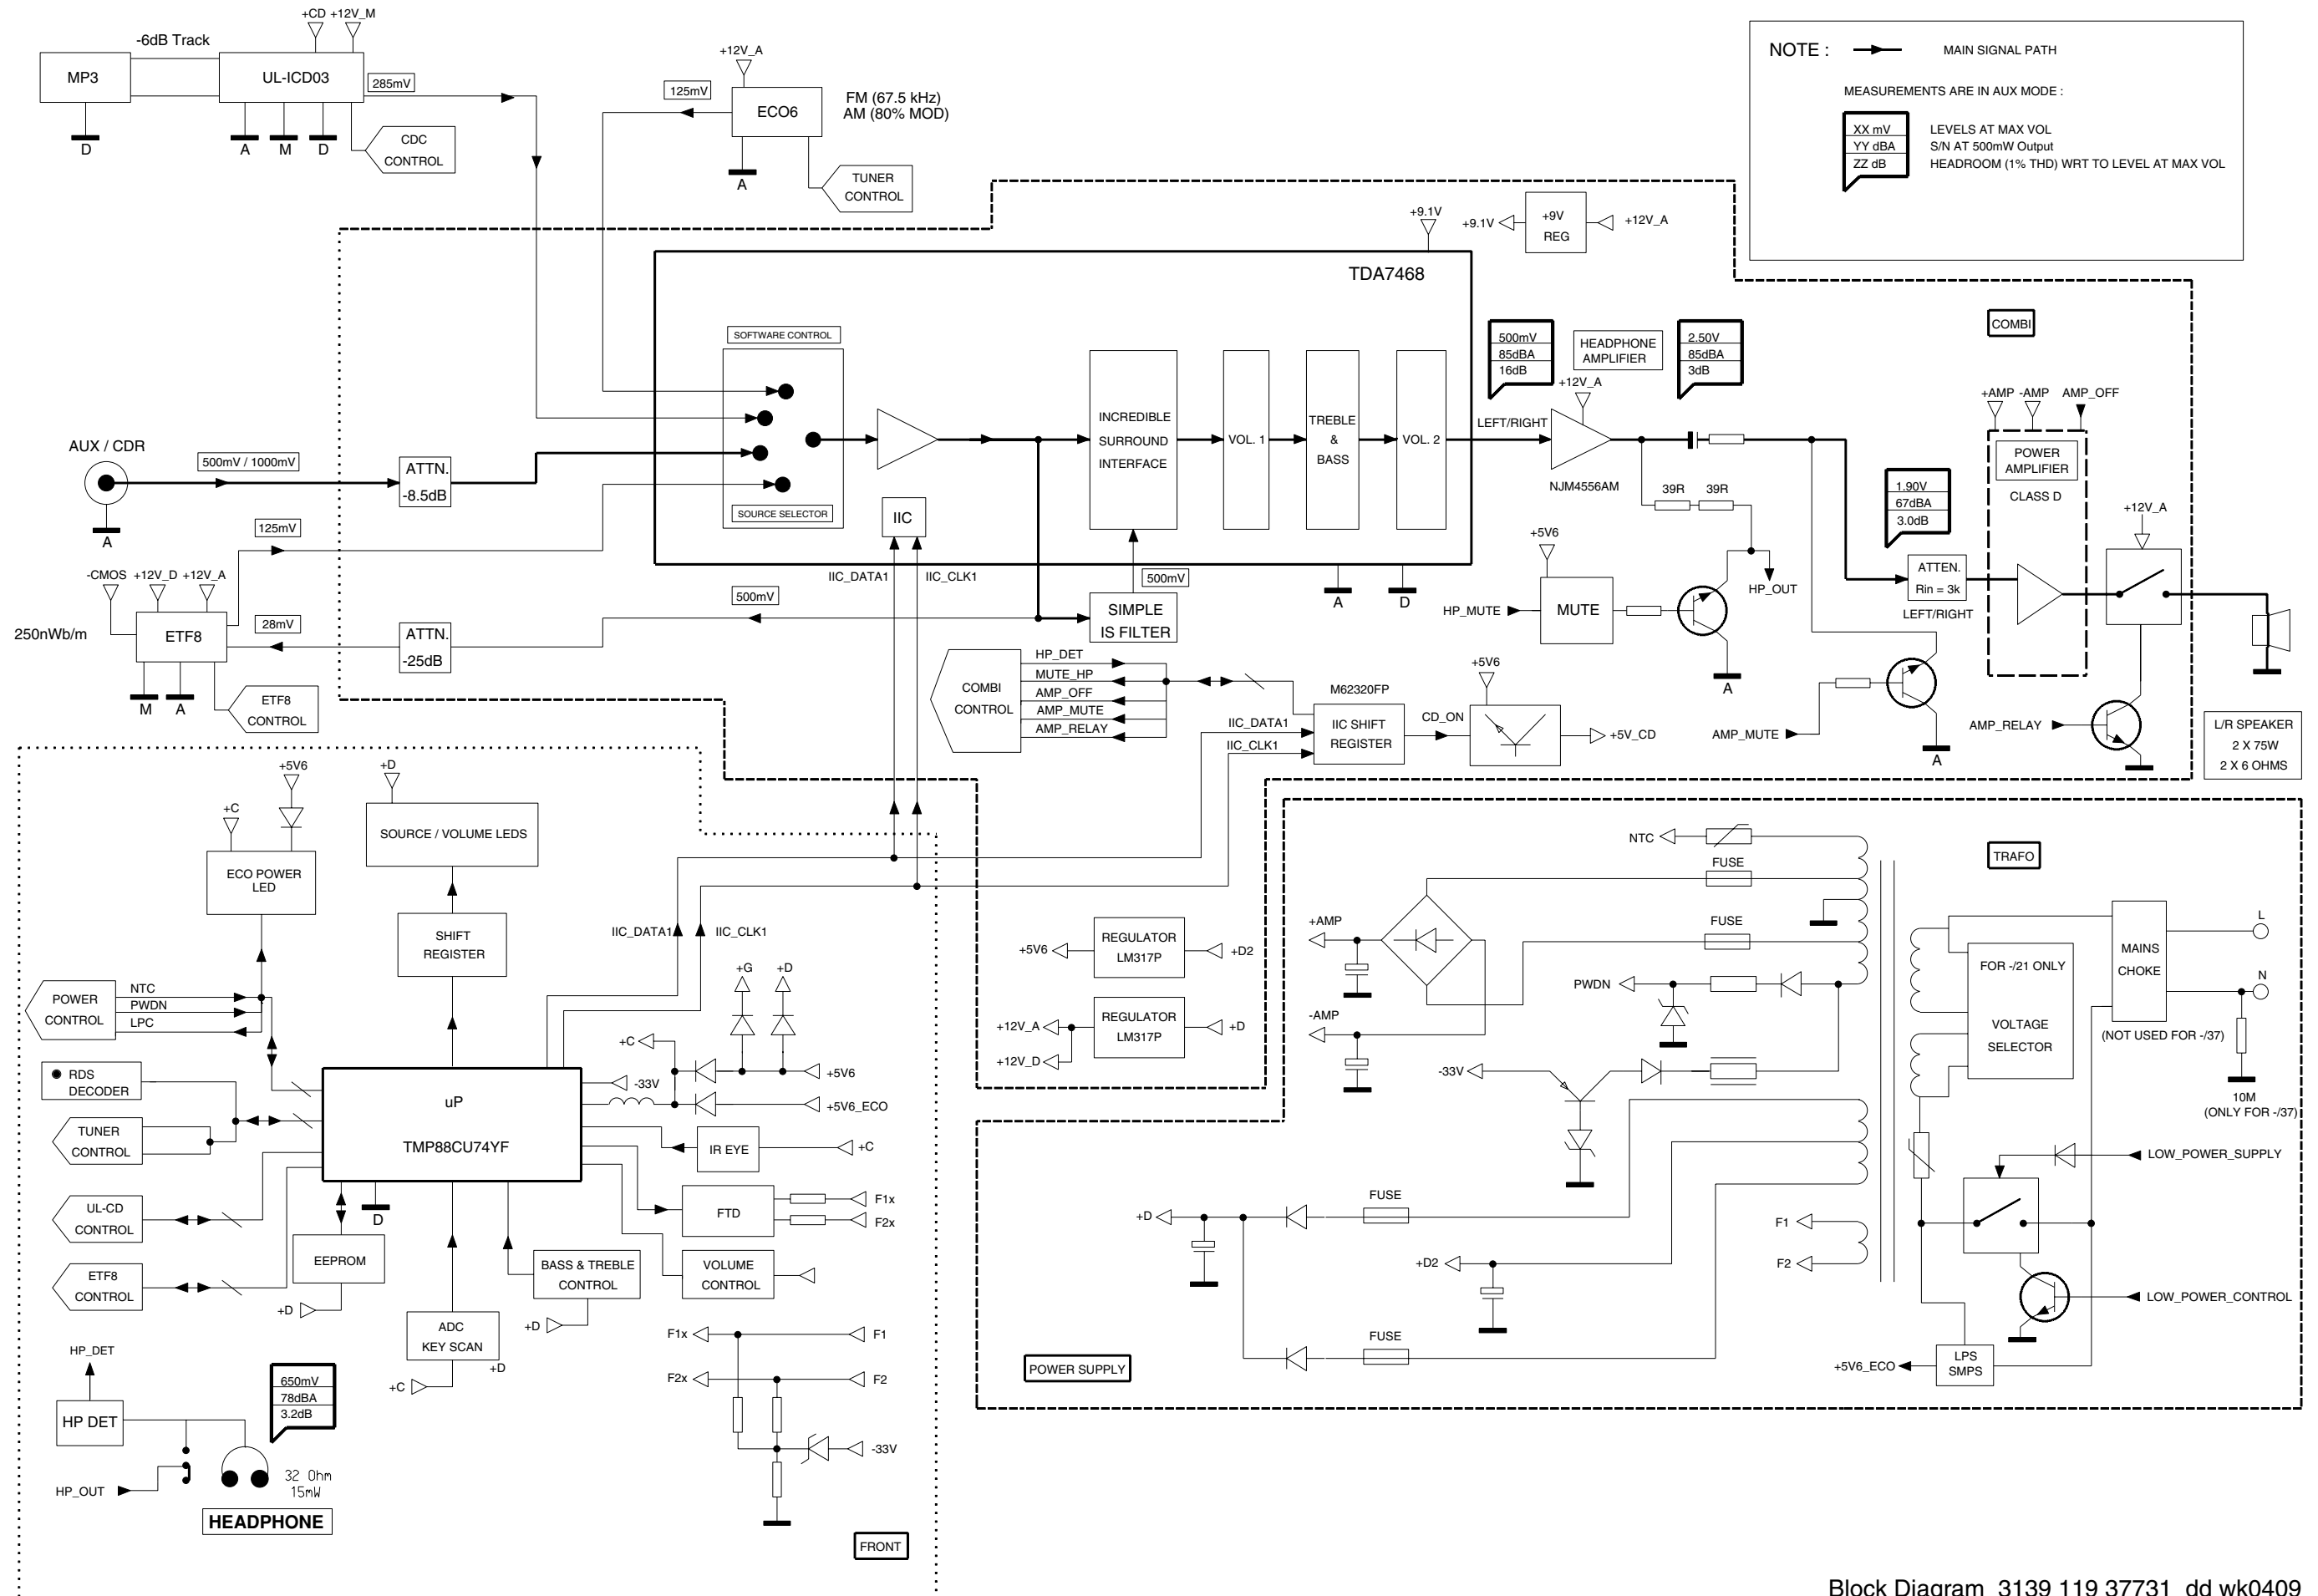 +CD +12V_M
-6dB Track
MP3
UL-ICD03
285mV
D
A
M
D
CDC
CONTROL
+12V_A
125mV
ECO6
FM (67.5 kHz)
AM (80% MOD)
A
TUNER
CONTROL
NOTE :
MAIN SIGNAL PATH
MEASUREMENTS ARE IN AUX MODE :
XX mV
LEVELS AT MAX VOL
YY dBA
S/N AT 500mW Output
ZZ dB
HEADROOM (1% THD) WRT TO LEVEL AT MAX VOL
+9.1V
+9.1V
+9V
REG
+12V_A
TDA7468
SOFTWARE CONTROL
SOURCE SELECTOR
IIC
INCREDIBLE
SURROUND
INTERFACE
VOL. 1
TREBLE
&
BASS
VOL. 2
500mV
85dBA
16dB
HEADPHONE
AMPLIFIER
2.50V
85dBA
3dB
+12V_A
LEFT/RIGHT
NJM4556AM
39R
39R
COMBI
+AMP
-AMP
AMP_OFF
POWER
AMPLIFIER
CLASS D
1.90V
67dBA
3.0dB
+12V_A
ATTEN.
Rin = 3k
LEFT/RIGHT
AUX / CDR
500mV / 1000mV
ATTN.
-8.5dB
A
125mV
-CMOS
+12V_D
+12V_A
250nWb/m
ETF8
28mV
ATTN.
-25dB
500mV
M
A
ETF8
CONTROL
IIC_DATA1
IIC_CLK1
500mV
SIMPLE
IS FILTER
A
D
+5V6
HP_MUTE
MUTE
HP_OUT
A
COMBI
CONTROL
HP_DET
MUTE_HP
AMP_OFF
AMP_MUTE
AMP_RELAY
M62320FP
IIC_DATA1
IIC_CLK1
IIC SHIFT
REGISTER
CD_ON
+5V6
+5V_CD
AMP_MUTE
A
AMP_RELAY
L/R SPEAKER
2 X 75W
2 X 6 OHMS
+5V6
+D
+C
SOURCE / VOLUME LEDS
ECO POWER
LED
SHIFT
REGISTER
IIC_DATA1
IIC_CLK1
POWER
CONTROL
NTC
PWDN
LPC
+G
+D
+C
-33V
+5V6
+5V6_ECO
RDS
DECODER
TUNER
CONTROL
uP
TMP88CU74YF
IR EYE
+C
UL-CD
CONTROL
D
FTD
F1x
F2x
ETF8
CONTROL
EEPROM
+D
BASS & TREBLE
CONTROL
+D
VOLUME
CONTROL
ADC
KEY SCAN
+D
+C
HP_DET
HP DET
650mV
78dBA
3.2dB
HP_OUT
32 Ohm
15mW
HEADPHONE
F1x
F1
F2x
F2
-33V
FRONT
+5V6
REGULATOR
LM317P
+D2
+12V_A
REGULATOR
LM317P
+D
+12V_D
NTC
FUSE
+AMP
FUSE
PWDN
-AMP
-33V
TRAFO
FOR -/21 ONLY
VOLTAGE
SELECTOR
MAINS
CHOKE
L
N
(NOT USED FOR -/37)
10M
(ONLY FOR -/37)
+D
FUSE
+D2
F1
F2
FUSE
LOW_POWER_SUPPLY
LOW_POWER_CONTROL
+5V6_ECO
LPS
SMPS
POWER SUPPLY
Block Diagram 3139 119 37731 dd wk0409